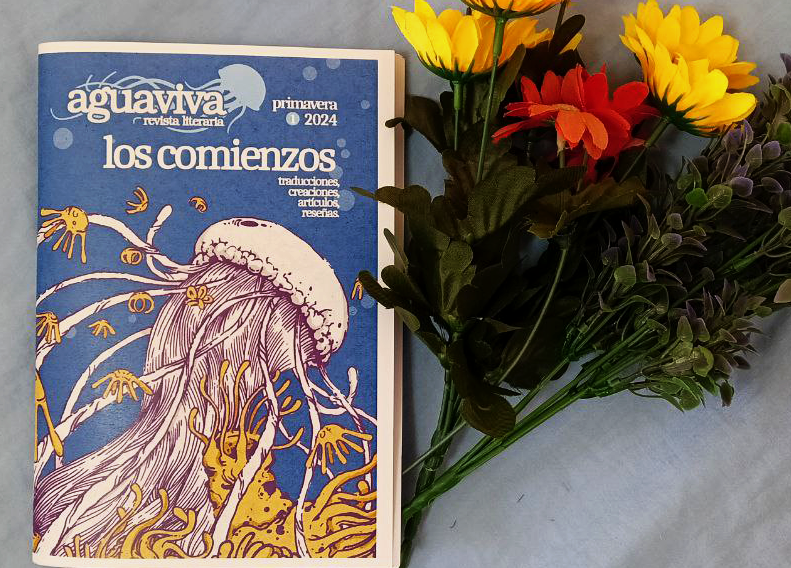 aguaviva
revista literaria
primavera
1 2024
los comienzos
traducciones,
creaciones,
artículos,
reseñas.